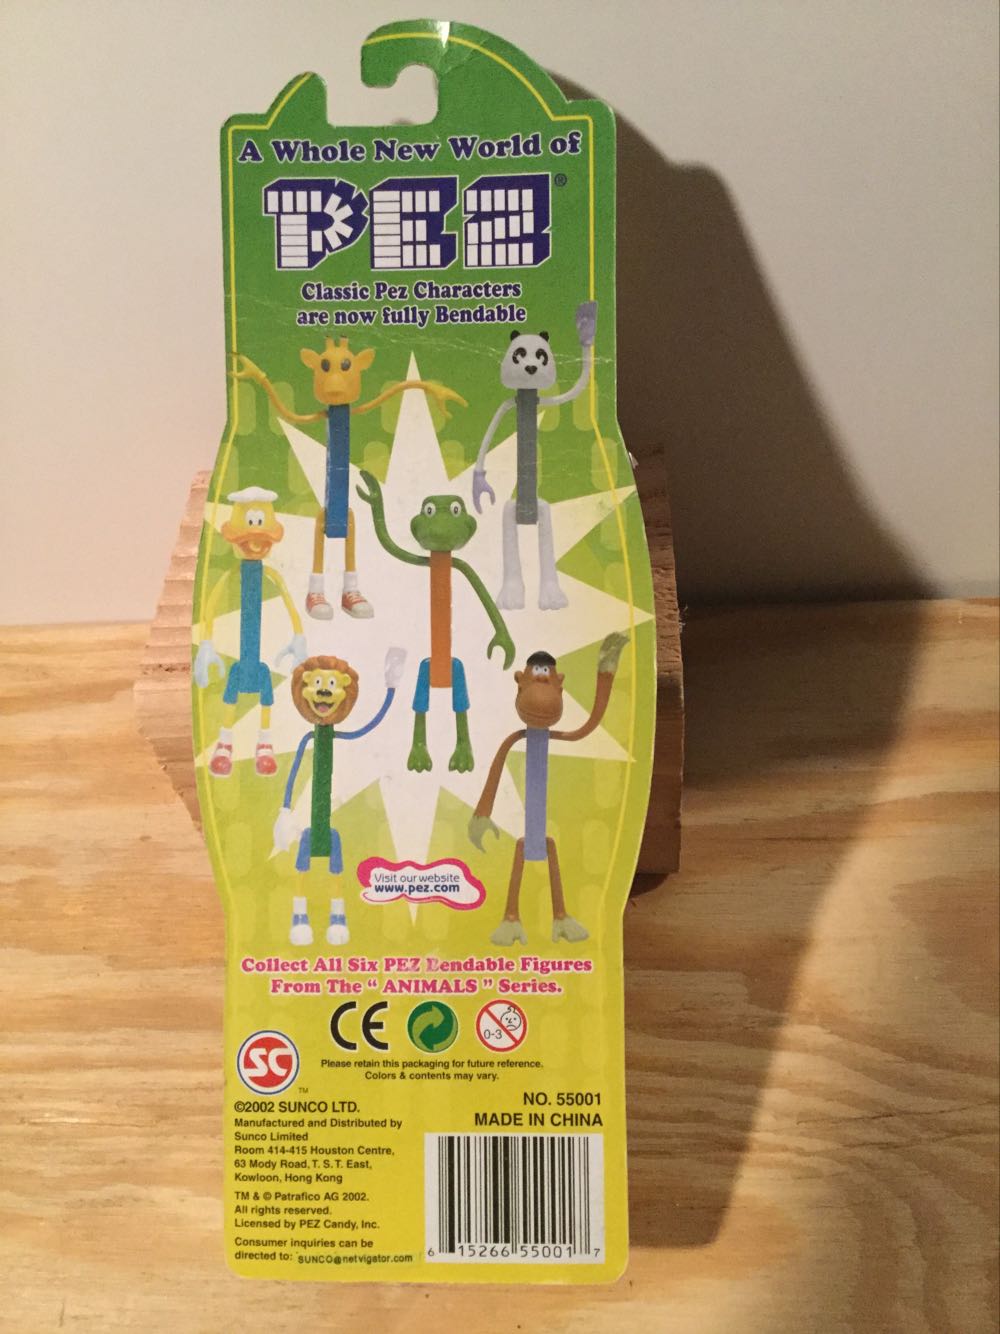 A Whole New World of
PEZ®
Classic Pez Characters
are now fully Bendable
Visit our website
www.pez.com
Collect All Six PEZ Bendable Figures
From The “ ANIMALS ” Series.
CE
0-3
SC
TM
Please retain this packaging for future reference.
Colors & contents may vary.
©2002 SUNCO LTD.
Manufactured and Distributed by
Sunco Limited
Room 414-415 Houston Centre,
63 Mody Road, T. S. T. East,
Kowloon, Hong Kong
TM & © Patrafico AG 2002.
All rights reserved.
Licensed by PEZ Candy, Inc.
Consumer inquiries can be
directed to: SUNCO@netvigator.com
NO. 55001
MADE IN CHINA
6 15266 55001 7